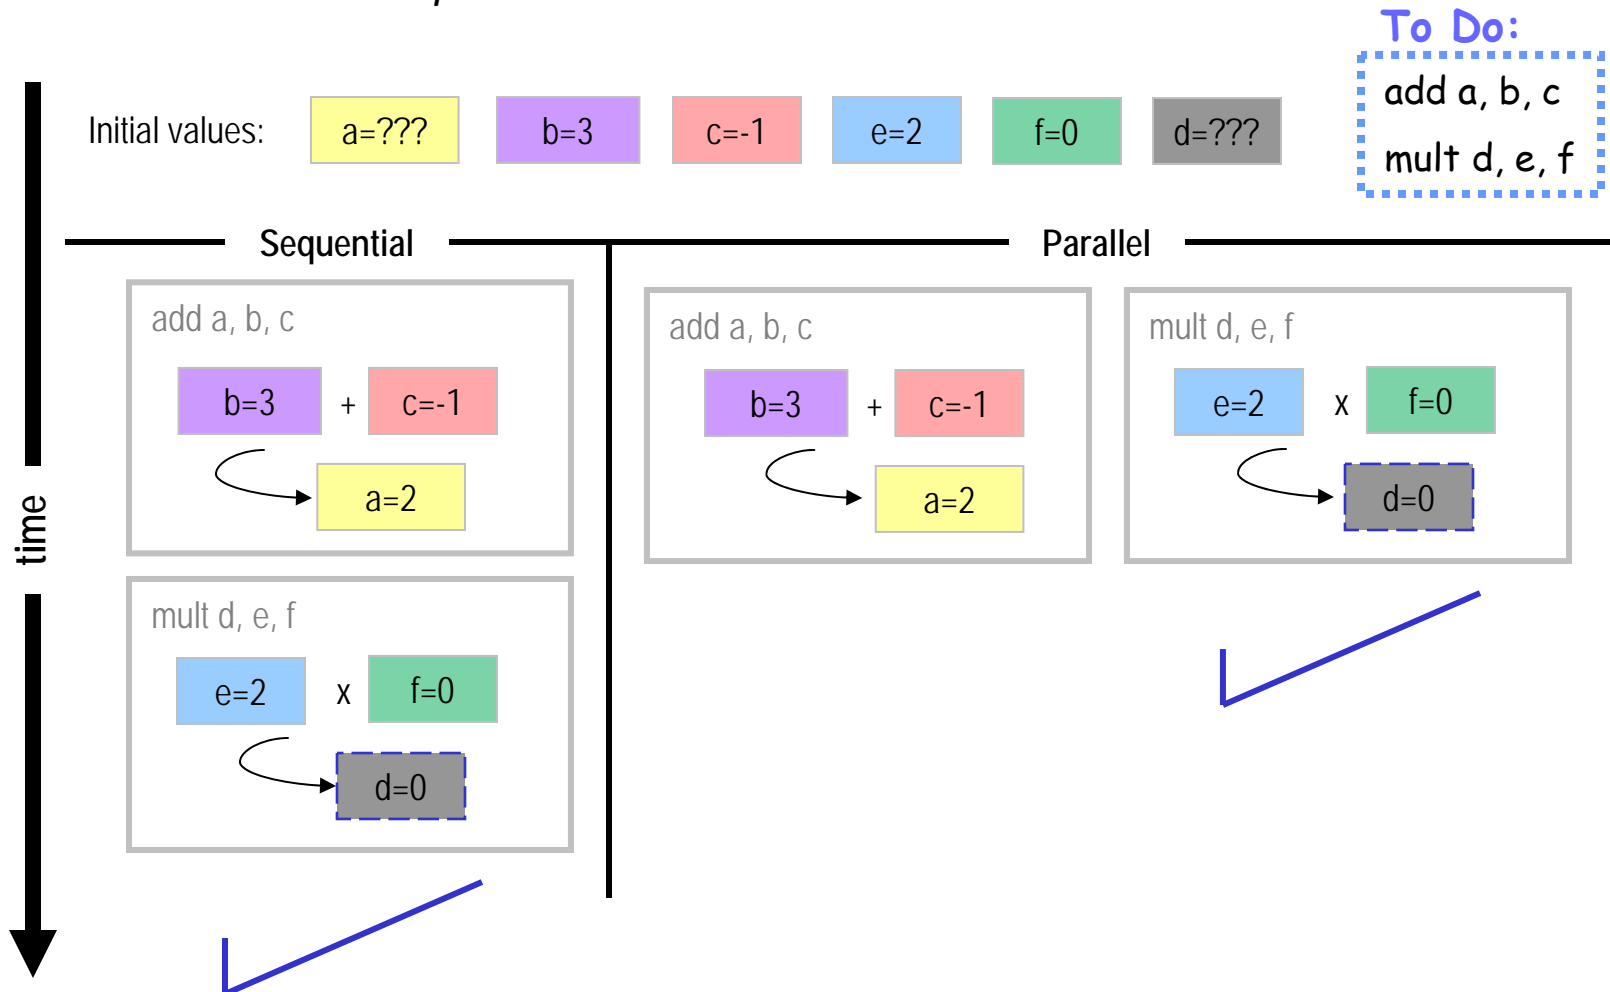 To Do:
add a, b, c
mult d, e, f
Initial values:
a=???
b=3
c=-1
e=2
f=0
d=???
Sequential
Parallel
time
add a, b, c
b=3 + c=-1
a=2
mult d, e, f
e=2 x f=0
d=0
add a, b, c
b=3 + c=-1
a=2
mult d, e, f
e=2 x f=0
d=0